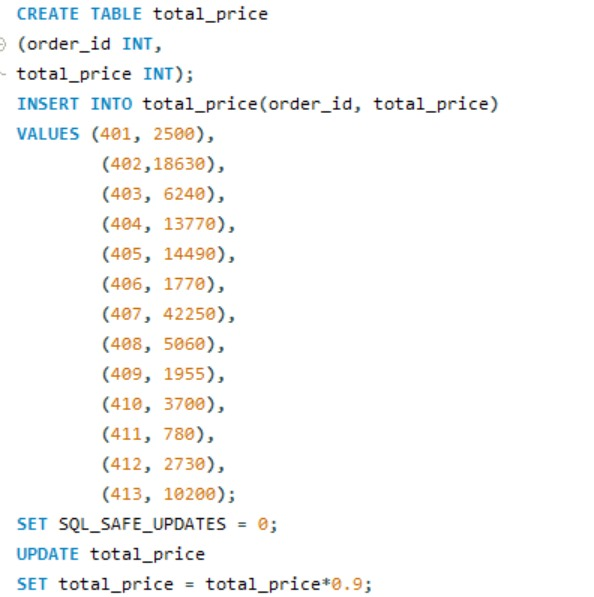 CREATE TABLE total_price
(order_id INT,
total_price INT);
INSERT INTO total_price(order_id, total_price)
VALUES (401, 2500),
(402,18630),
(403, 6240),
(404, 13770),
(405, 14490),
(406, 1770),
(407, 42250),
(408, 5060),
(409, 1955),
(410, 3700),
(411, 780),
(412, 2730),
(413, 10200);
SET SQL_SAFE_UPDATES = 0;
UPDATE total_price
SET total_price = total_price*0.9;